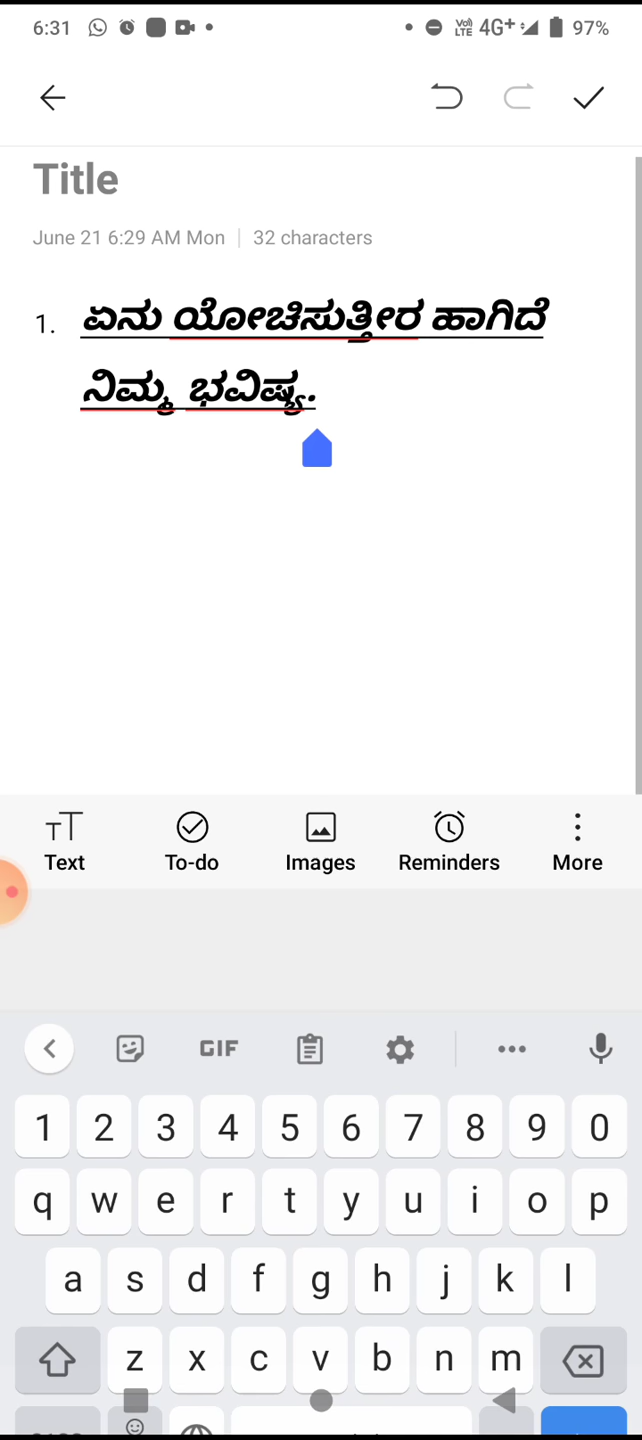 6:31 4G+ 97%
Title
June 21 6:29 AM Mon | 32 characters
1. ಏನು ಯೋಚಿಸುತ್ತೀರ ಹಾಗಿದೆ
ನಿಮ್ಮ ಭವಿಷ್ಯ.
Text To-do Images Reminders More
GIF
1 2 3 4 5 6 7 8 9 0
q w e r t y u i o p
a s d f g h j k l
z x c v b n m